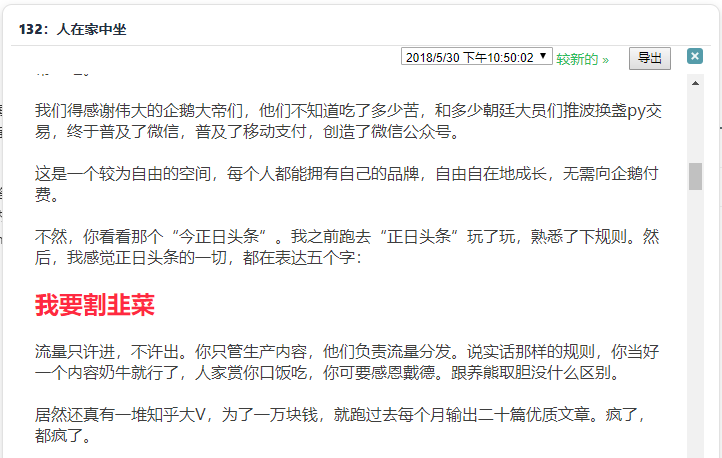 132：人在家中坐
2018/5/30 下午10:50:02
较新的 »
导出
我们得感谢伟大的企鹅大帝们，他们不知道吃了多少苦，和多少朝廷大员们推波换盏py交
易，终于普及了微信，普及了移动支付，创造了微信公众号。
这是一个较为自由的空间，每个人都能拥有自己的品牌，自由自在地成长，无需向企鹅付
费。
不然，你看看那个“今正日头条”。我之前跑去“正日头条”玩了玩，熟悉了下规则。然
后，我感觉正日头条的一切，都在表达五个字：
我要割韭菜
流量只许进，不许出。你只管生产内容，他们负责流量分发。说实话那样的规则，你当好
一个内容奶牛就行了，人家赏你口饭吃，你可要感恩戴德。跟养熊取胆没什么区别。
居然还真有一堆知乎大V，为了一万块钱，就跑过去每个月输出二十篇优质文章。疯了，
都疯了。